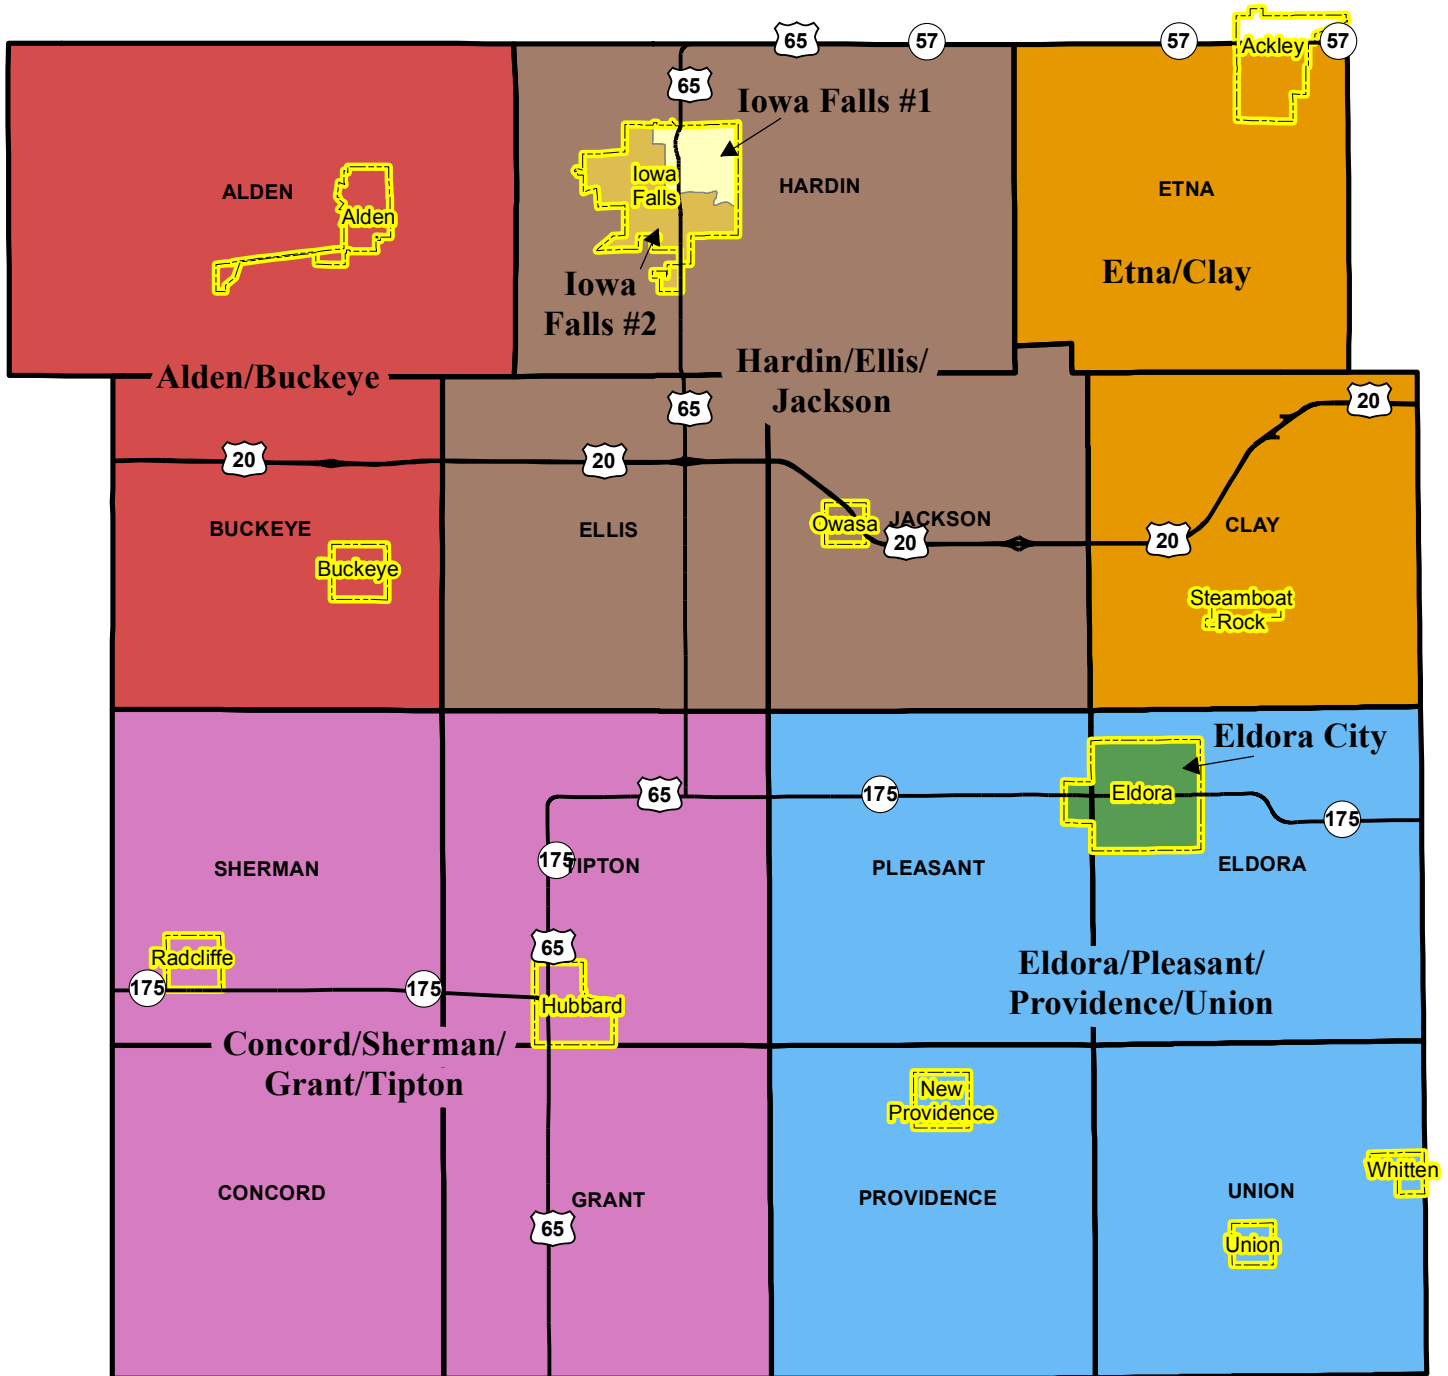 65
57
57
Ackley
57
65
Iowa Falls #1
ALDEN
Alden
Iowa
Falls
HARDIN
ETNA
Etna/Clay
Iowa
Falls #2
Alden/Buckeye
Hardin/Ellis/
Jackson
65
20
20
20
BUCKEYE
ELLIS
Owasa
JACKSON
20
20
CLAY
Buckeye
Steamboat
Rock
Eldora City
65
175
Eldora
175
SHERMAN
175
TIPTON
PLEASANT
ELDORA
Radcliffe
65
175
175
Hubbard
Eldora/Pleasant/
Providence/Union
Concord/Sherman/
Grant/Tipton
New
Providence
CONCORD
GRANT
PROVIDENCE
UNION
Whitten
65
Union